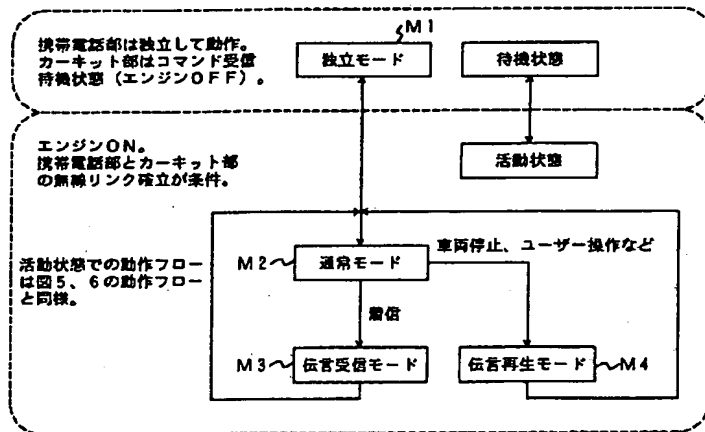 携帯電話部は独立して動作。
カーキット部はコマンド受信
待機状態（エンジンＯＦＦ）。
M1
独立モード
待機状態
エンジンＯＮ。
携帯電話部とカーキット部
の無線リンク確立が条件。
活動状態
車両停止、ユーザー操作など
活動状態での動作フロー
は図５、６の動作フロー
と同様。
M2
通常モード
着信
M3
伝言受信モード
伝言再生モード
M4